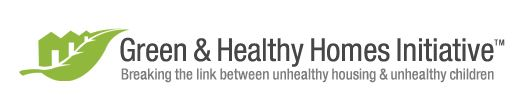 Green & Healthy Homes Initiative™
Breaking the link between unhealthy housing & unhealthy children